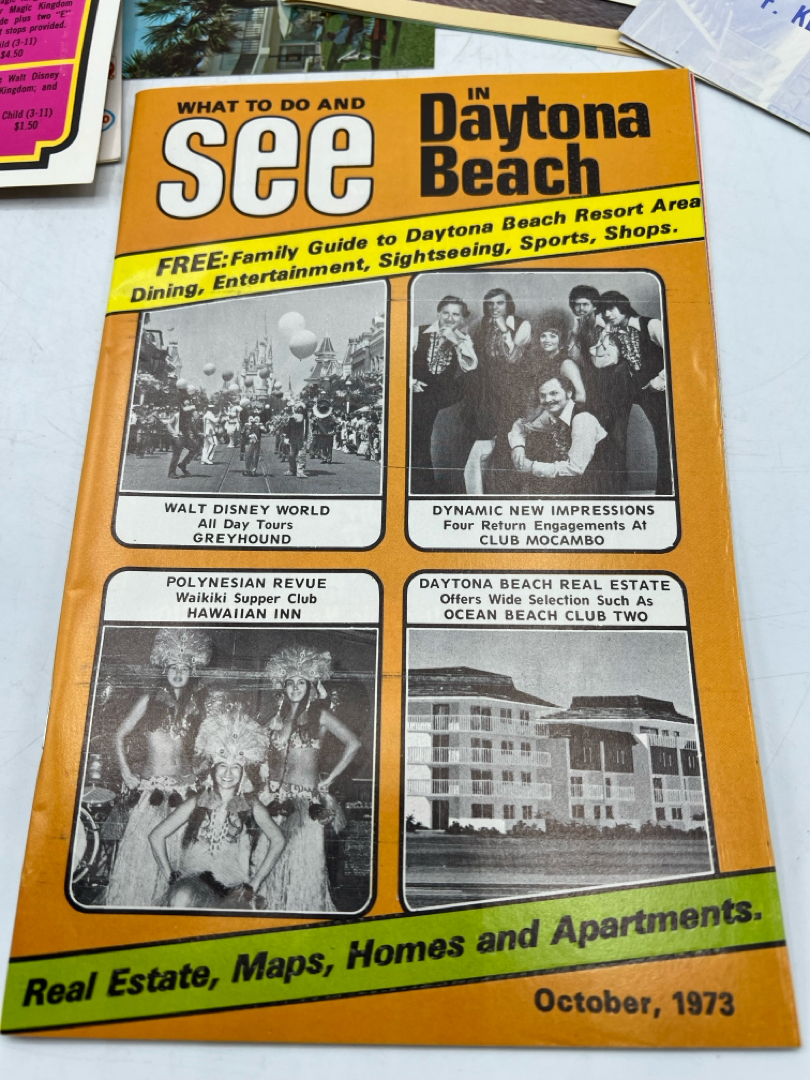 Magic Kingdom
plus two "E"
stops provided.
(3-11)
$4.50
Walt Disney
Kingdom; and
Child (3-11)
$1.50
WHAT TO DO AND
see
IN
Daytona
Beach
FREE: Family Guide to Daytona Beach Resort Area
Dining, Entertainment, Sightseeing, Sports, Shops.
WALT DISNEY WORLD
All Day Tours
GREYHOUND
DYNAMIC NEW IMPRESSIONS
Four Return Engagements At
CLUB MOCAMBO
POLYNESIAN REVUE
Waikiki Supper Club
HAWAIIAN INN
DAYTONA BEACH REAL ESTATE
Offers Wide Selection Such As
OCEAN BEACH CLUB TWO
Real Estate, Maps, Homes and Apartments.
October, 1973